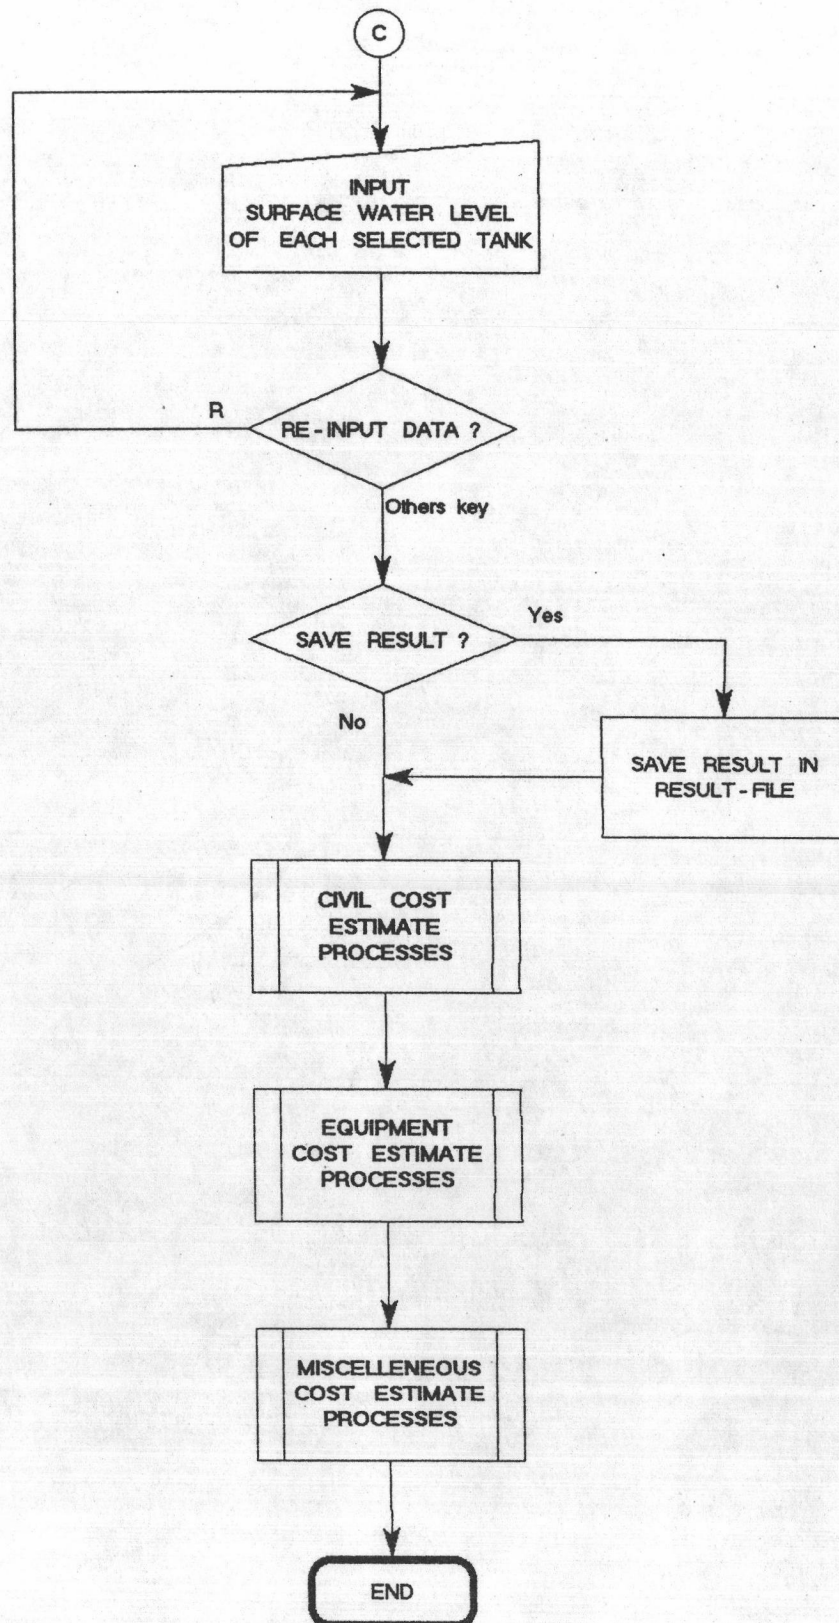 C
INPUT
SURFACE WATER LEVEL
OF EACH SELECTED TANK
R
RE-INPUT DATA ?
Others key
SAVE RESULT ?
Yes
No
SAVE RESULT IN
RESULT-FILE
CIVIL COST
ESTIMATE
PROCESSES
EQUIPMENT
COST ESTIMATE
PROCESSES
MISCELLENEOUS
COST ESTIMATE
PROCESSES
END